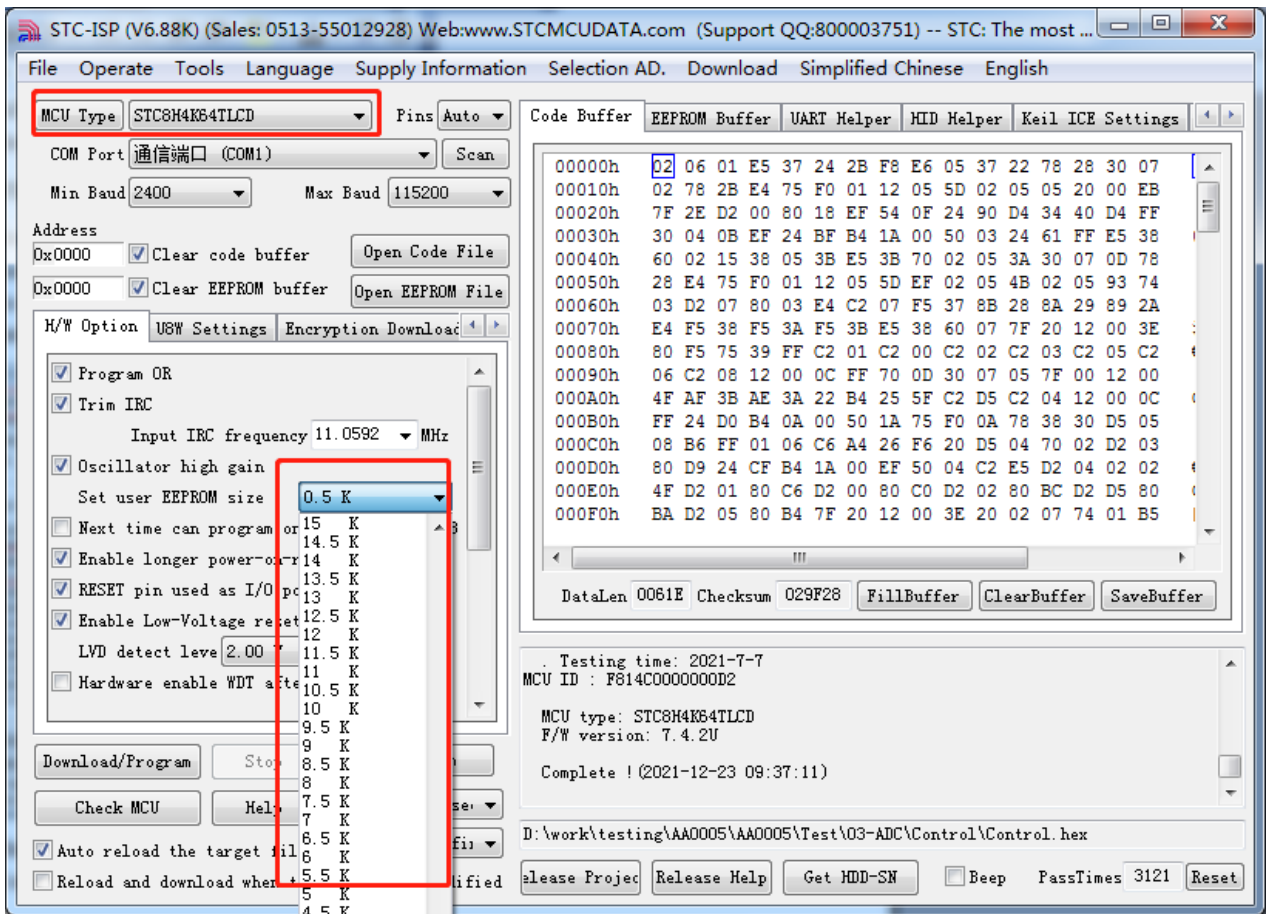 STC-ISP (V6.88K) (Sales: 0513-55012928) Web:www.STCMCUDATA.com (Support QQ:800003751) -- STC: The most ...
File Operate Tools Language Supply Information Selection AD. Download Simplified Chinese English
MCU Type STC8H4K64TLCD Pins Auto
COM Port 通信端口 (COM1) Scan
Min Baud 2400 Max Baud 115200
Address
0x0000 Clear code buffer Open Code File
0x0000 Clear EEPROM buffer Open EEPROM File
H/W Option U8W Settings Encryption Download
Program OR
Trim IRC
Input IRC frequency 11.0592 MHz
Oscillator high gain
Set user EEPROM size 0.5 K
Next time can program
Enable longer
RESET pin used as I/O
Enable Low-Voltage
LVD detect leve 2.00
Hardware enable WDT
15 K
14.5 K
14 K
13.5 K
13 K
12.5 K
12 K
11.5 K
11 K
10.5 K
10 K
9.5 K
9 K
8.5 K
8 K
7.5 K
7 K
6.5 K
6 K
5.5 K
5 K
4.5 K
Download/Program Stop
Check MCU Help
Auto reload the target
Reload and download when
Code Buffer EEPROM Buffer UART Helper HID Helper Keil ICE Settings
00000h 02 06 01 E5 37 24 2B F8 E6 05 37 22 78 28 30 07
00010h 02 78 2B E4 75 F0 01 12 05 5D 02 05 05 20 00 EB
00020h 7F 2E D2 00 80 18 EF 54 0F 24 90 D4 34 40 D4 FF
00030h 30 04 0B EF 24 BF B4 1A 00 50 03 24 61 FF E5 38
00040h 60 02 15 38 05 3B E5 3B 70 02 05 3A 30 07 0D 78
00050h 28 E4 75 F0 01 12 05 5D EF 02 05 4B 02 05 93 74
00060h 03 D2 07 80 03 E4 C2 07 F5 37 8B 28 8A 29 89 2A
00070h E4 F5 38 F5 3A F5 3B E5 38 60 07 7F 20 12 00 3E
00080h 80 F5 75 39 FF C2 01 C2 00 C2 02 C2 03 C2 05 C2
00090h 06 C2 08 12 00 0C FF 70 0D 30 07 05 7F 00 12 00
000A0h 4F AF 3B AE 3A 22 B4 25 5F C2 D5 C2 04 12 00 0C
000B0h FF 24 D0 B4 0A 00 50 1A 75 F0 0A 78 38 30 D5 05
000C0h 08 B6 FF 01 06 C6 A4 26 F6 20 D5 04 70 02 D2 03
000D0h 80 D9 24 CF B4 1A 00 EF 50 04 C2 E5 D2 04 02 02
000E0h 4F D2 01 80 C6 D2 00 80 C0 D2 02 80 BC D2 D5 80
000F0h BA D2 05 80 B4 7F 20 12 00 3E 20 02 07 74 01 B5
DataLen 0061E Checksum 029F28 FillBuffer ClearBuffer SaveBuffer
. Testing time: 2021-7-7
MCU ID : F814C0000000D2
MCU type: STC8H4K64TLCD
F/W version: 7.4.2U
Complete !(2021-12-23 09:37:11)
D:\work\testing\AA0005\AA0005\Test\03-ADC\Control\Control.hex
elease Projec Release Help Get HDD-SN Beep PassTimes 3121 Reset